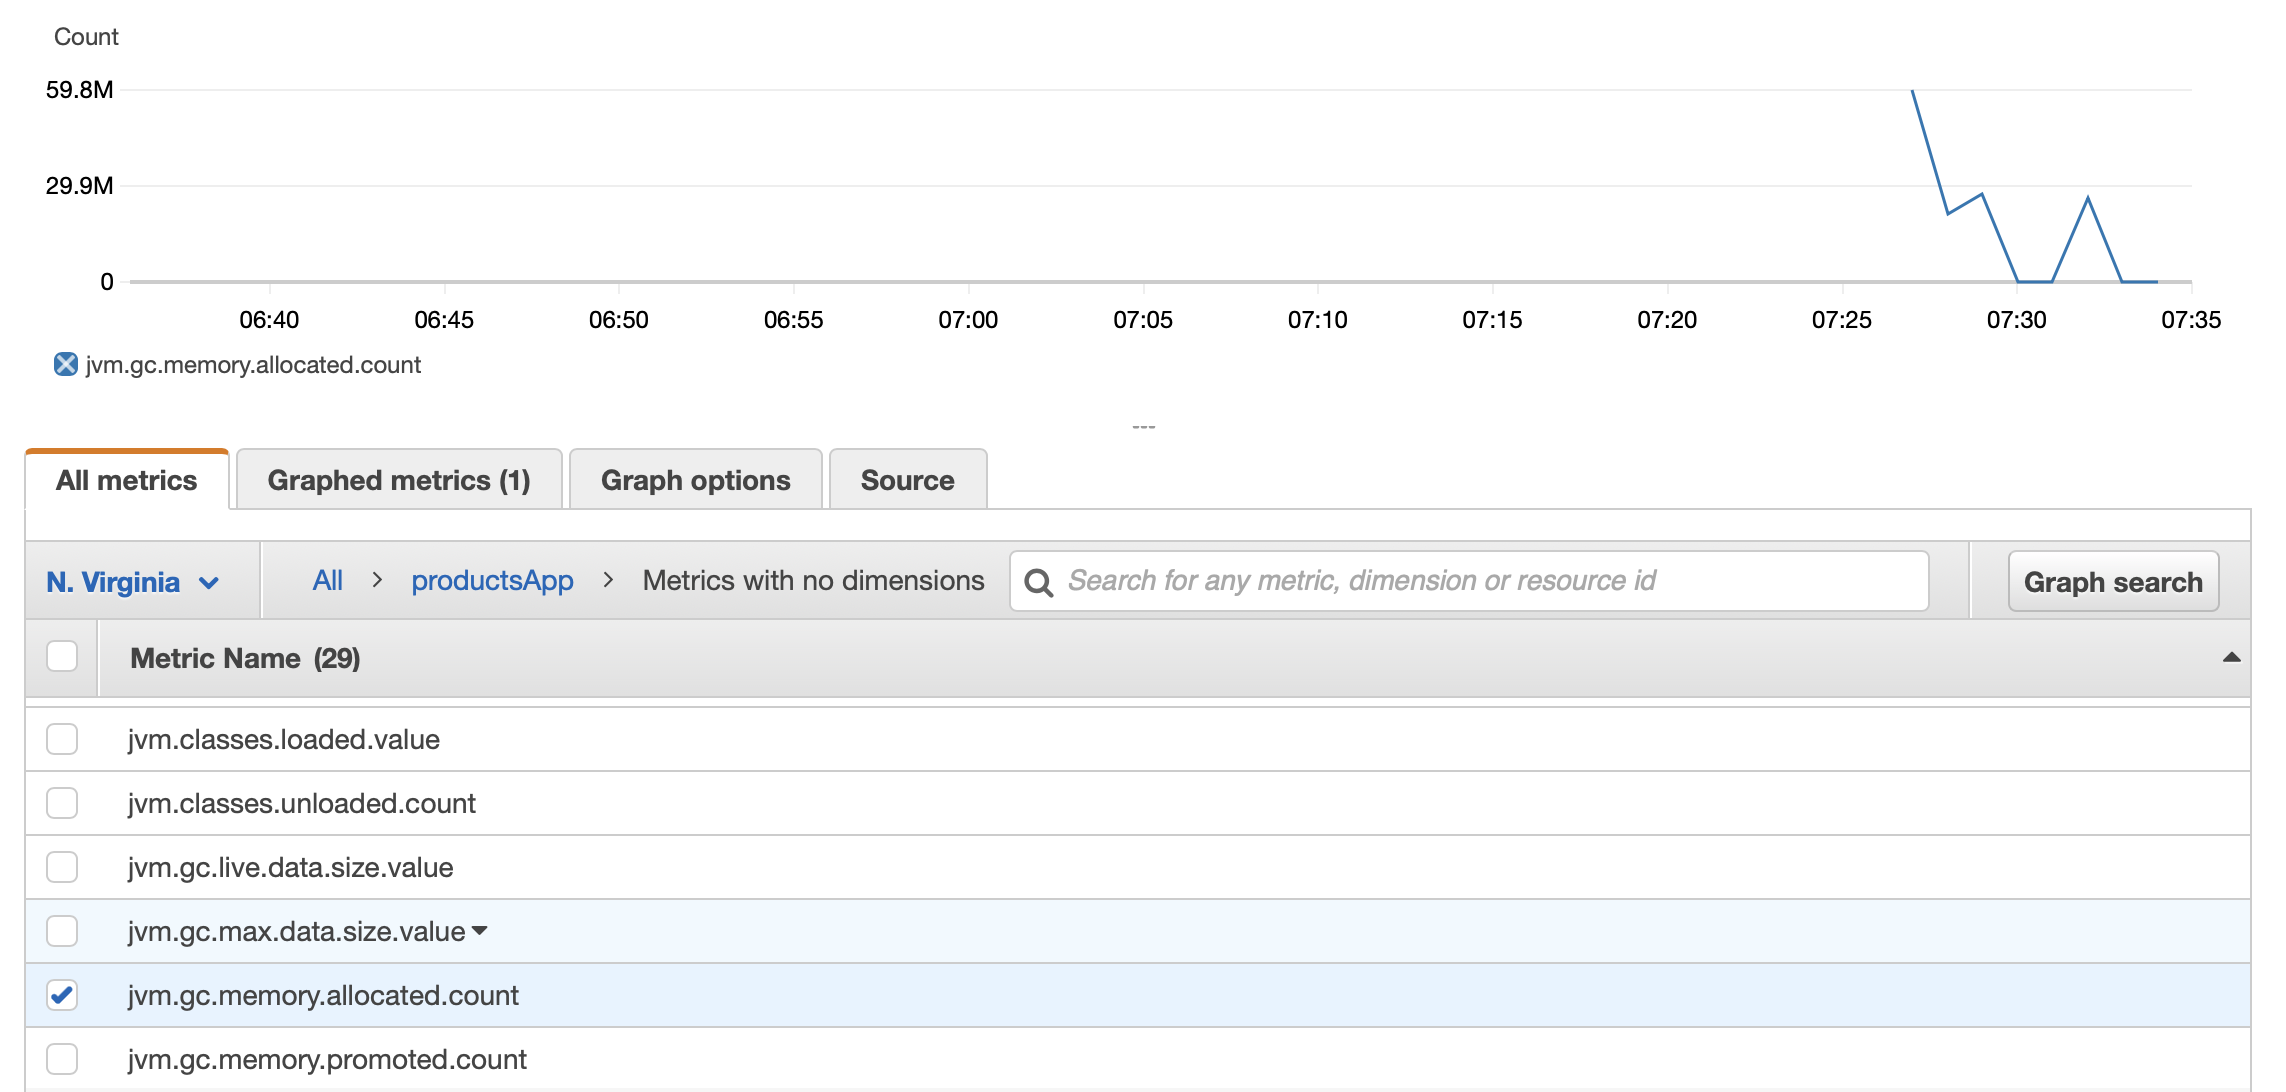 Count
59.8M
29.9M
0
06:40 06:45 06:50 06:55 07:00 07:05 07:10 07:15 07:20 07:25 07:30 07:35
jvm.gc.memory.allocated.count
---
All metrics Graphed metrics (1) Graph options Source
N. Virginia All > productsApp > Metrics with no dimensions Search for any metric, dimension or resource id Graph search
Metric Name (29)
jvm.classes.loaded.value
jvm.classes.unloaded.count
jvm.gc.live.data.size.value
jvm.gc.max.data.size.value
jvm.gc.memory.allocated.count
jvm.gc.memory.promoted.count